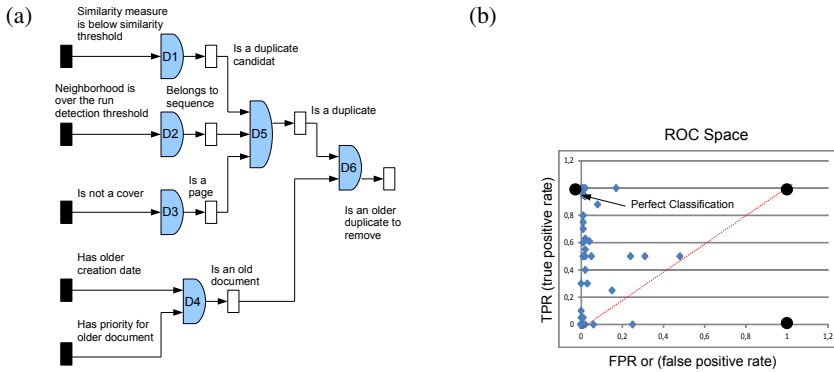 (a)
Similarity measure
is below similarity
threshold
D1
Is a duplicate
candidat
Neighborhood is
over the run
detection threshold
D2
Belongs to
sequence
D5
Is a duplicate
D6
Is not a cover
D3
Is a
page
Is an older
duplicate to
remove
Has older
creation date
D4
Is an old
document
Has priority for
older document
(b)
ROC Space
TPR (true positive rate)
1,2
1
0,8
0,6
0,4
0,2
0
Perfect Classification
0
0,2
0,4
0,6
0,8
1
1,2
FPR or (false positive rate)